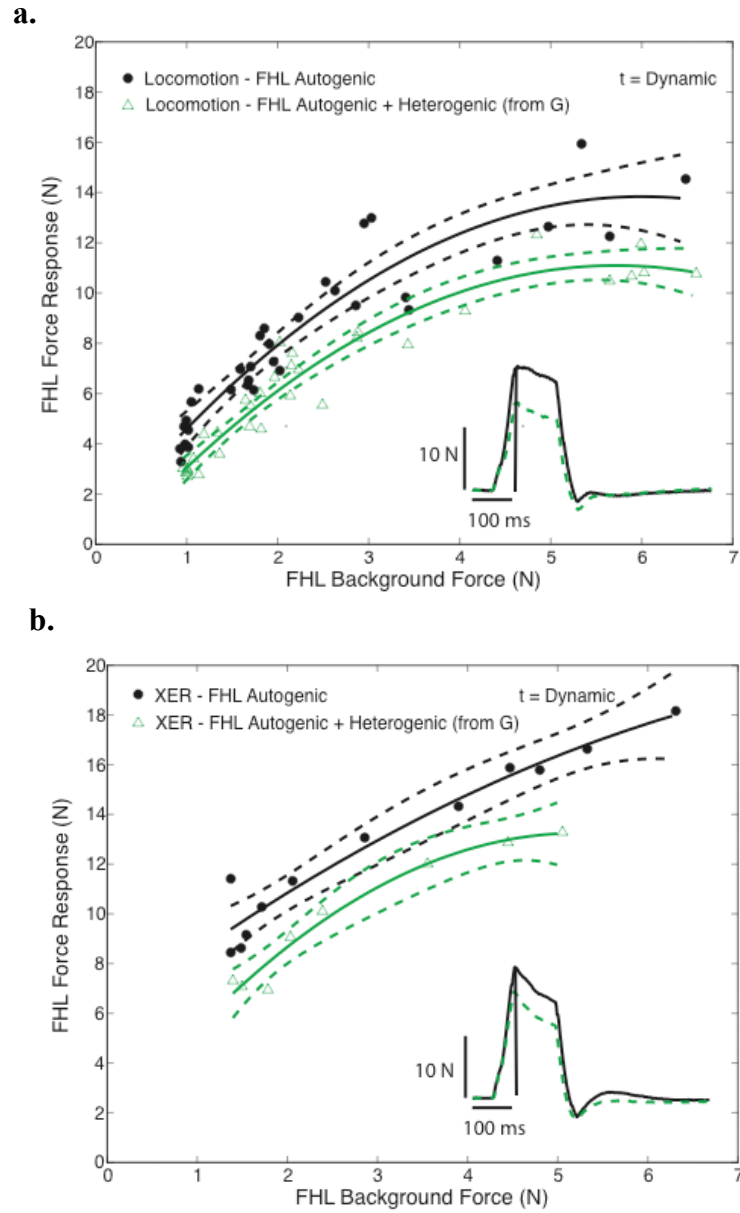 a.
20
18
16
14
12
10
8
6
4
2
0
FHL Force Response (N)
Locomotion - FHL Autogenic
t = Dynamic
Locomotion - FHL Autogenic + Heterogenic (from G)
10 N
100 ms
0 1 2 3 4 5 6 7
FHL Background Force (N)
b.
20
18
16
14
12
10
8
6
4
2
0
FHL Force Response (N)
XER - FHL Autogenic
t = Dynamic
XER - FHL Autogenic + Heterogenic (from G)
10 N
100 ms
0 1 2 3 4 5 6 7
FHL Background Force (N)